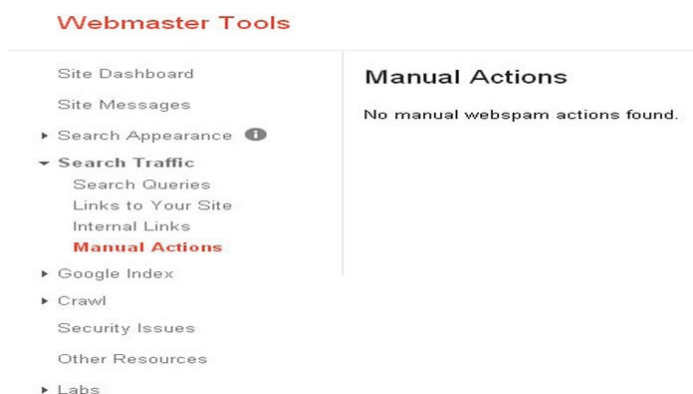 Webmaster Tools
Site Dashboard
Site Messages
Search Appearance
Search Traffic
Search Queries
Links to Your Site
Internal Links
Manual Actions
Google Index
Crawl
Security Issues
Other Resources
Labs
Manual Actions
No manual webspam actions found.